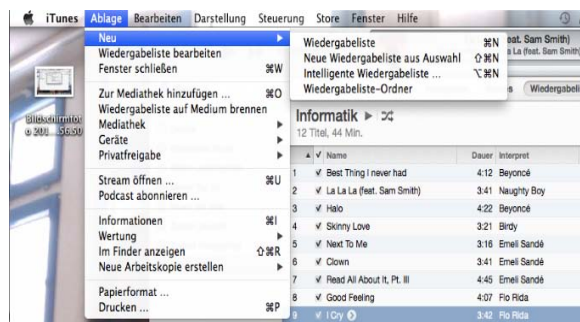 iTunes Ablage Bearbeiten Darstellung Steuerung Store Fenster Hilfe
Neu
Wiedergabeliste bearbeiten
Fenster schließen ⌘W
Zur Mediathek hinzufügen ... ⌘O
Wiedergabeliste auf Medium brennen
Mediathek
Geräte
Privatfreigabe
Stream öffnen ... ⌘U
Podcast abonnieren ...
Informationen ⌘I
Wertung
Im Finder anzeigen ⇧⌘R
Neue Arbeitskopie erstellen
Papierformat ...
Drucken ... ⌘P
Wiedergabeliste ⌘N
Neue Wiedergabeliste aus Auswahl ⇧⌘N
Intelligente Wiedergabeliste ... ⌥⌘N
Wiedergabeliste-Ordner
feat. Sam Smith)
La (feat. Sam Smith)
Wiedergabeli
Informatik
12 Titel, 44 Min.
Name Dauer Interpret
1 Best Thing I never had 4:12 Beyoncé
2 La La La (feat. Sam Smith) 3:41 Naughty Boy
3 Halo 4:22 Beyoncé
4 Skinny Love 3:21 Birdy
5 Next To Me 3:16 Emeli Sandé
6 Clown 3:41 Emeli Sandé
7 Read All About It, Pt. III 4:45 Emeli Sandé
8 Good Feeling 4:07 Flo Rida
9 I Cry 3:42 Flo Rida